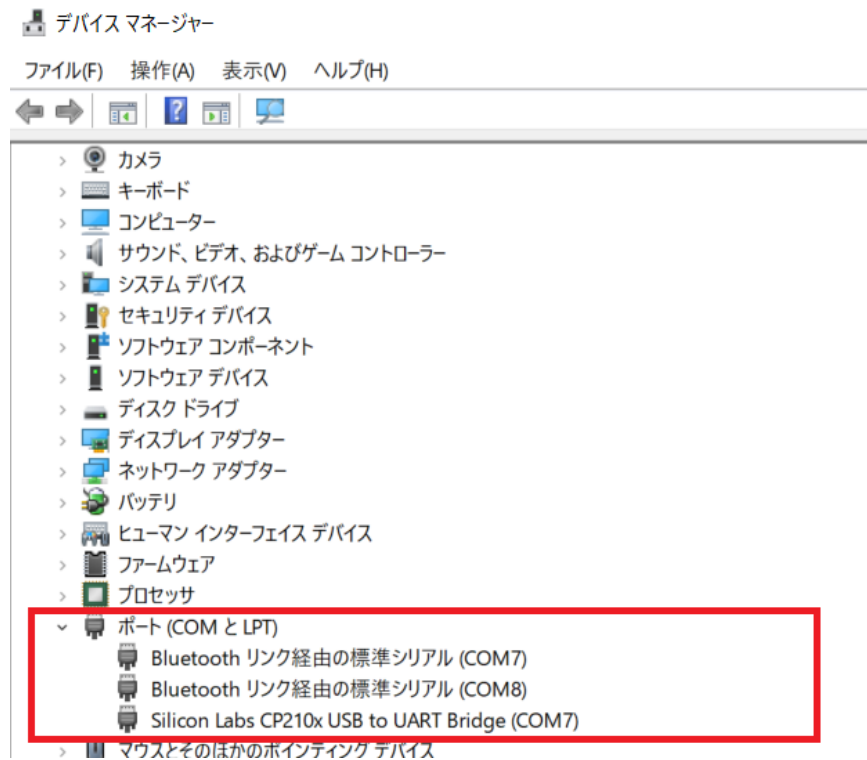 デバイス マネージャー
ファイル(F) 操作(A) 表示(V) ヘルプ(H)
カメラ
キーボード
コンピューター
サウンド、ビデオ、およびゲーム コントローラー
システム デバイス
セキュリティ デバイス
ソフトウェア コンポーネント
ソフトウェア デバイス
ディスク ドライブ
ディスプレイ アダプター
ネットワーク アダプター
バッテリ
ヒューマン インターフェイス デバイス
ファームウェア
プロセッサ
ポート (COM と LPT)
Bluetooth リンク経由の標準シリアル (COM7)
Bluetooth リンク経由の標準シリアル (COM8)
Silicon Labs CP210x USB to UART Bridge (COM7)
マウスとそのほかのポインティング デバイス